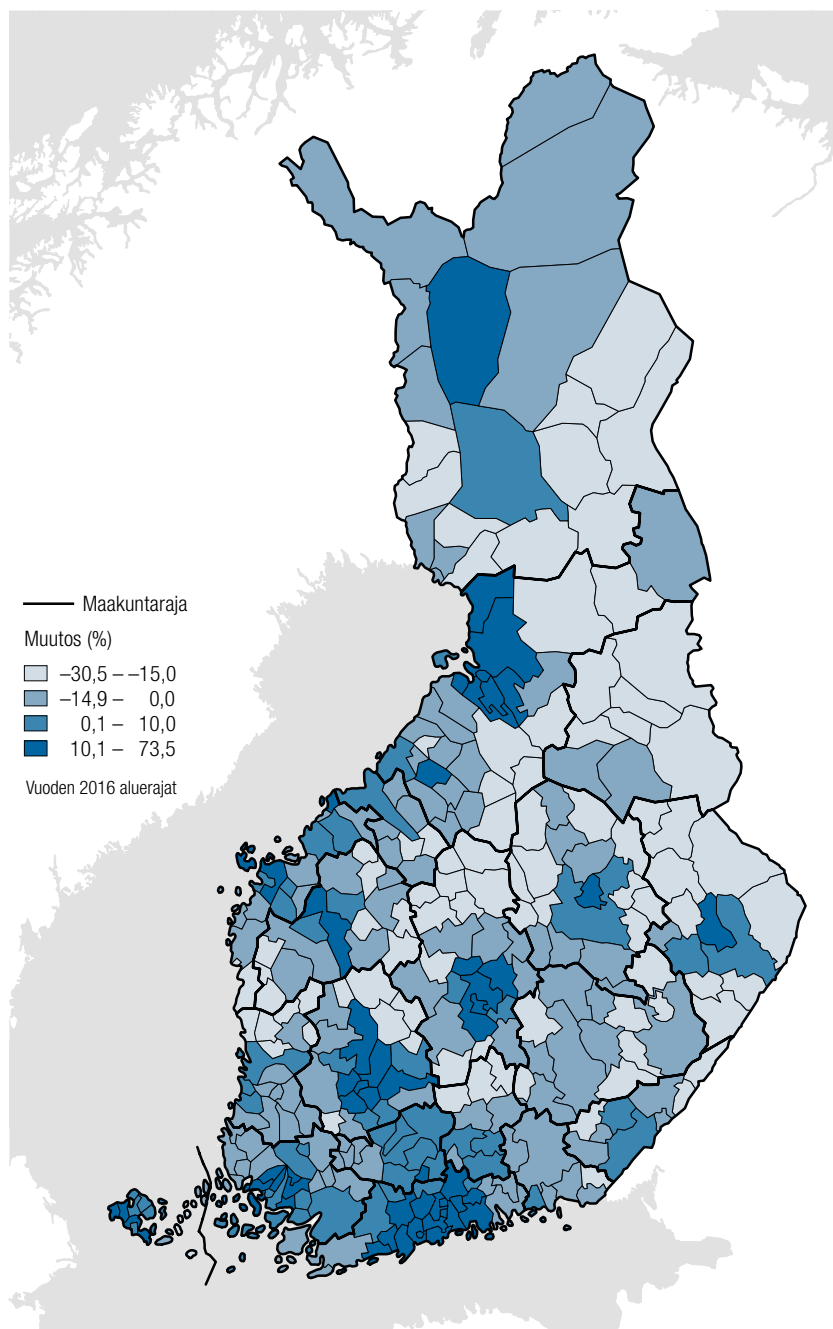 Maakuntaraja
Muutos (%)
–30,5 – –15,0
–14,9 – 0,0
0,1 – 10,0
10,1 – 73,5
Vuoden 2016 aluerajat